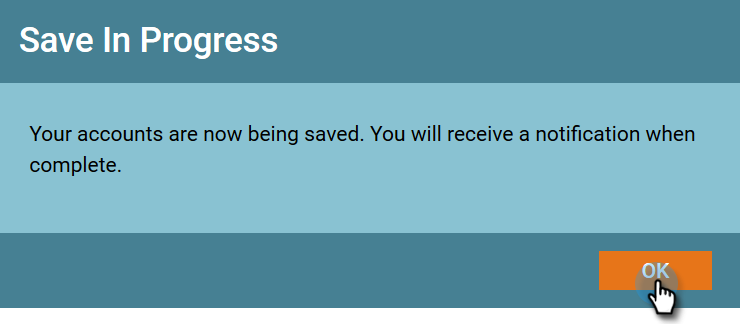 Save In Progress
Your accounts are now being saved. You will receive a notification when
complete.
OK